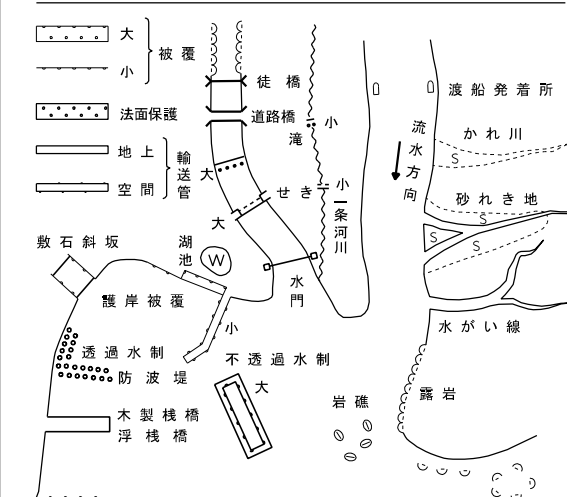 大
小
被覆
法面保護
地上
空間
輸送管
徒橋
道路橋
大
小
滝
せき
小
大
一条河川
水門
渡船発着所
流水方向
かれ川
S
砂れき地
S
S
S
水がい線
敷石斜坂
湖池
W
護岸被覆
小
透過水制
防波堤
不透過水制
大
木製桟橋
浮桟橋
岩礁
露岩